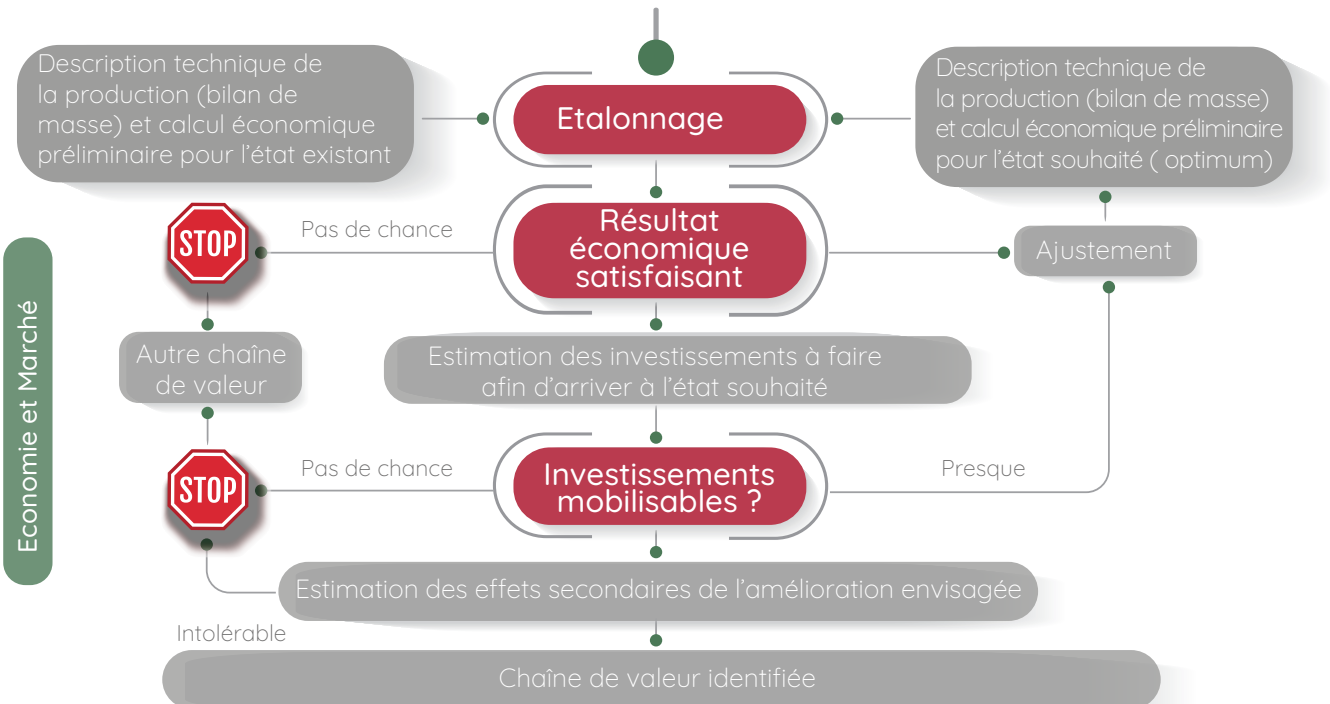 Description technique de
la production (bilan de
masse) et calcul économique
préliminaire pour l’état existant
Etalonnage
Description technique de
la production (bilan de masse)
et calcul économique préliminaire
pour l’état souhaité ( optimum)
STOP
Pas de chance
Résultat
économique
satisfaisant
Ajustement
Economie et Marché
Autre chaîne
de valeur
Estimation des investissements à faire
afin d’arriver à l’état souhaité
STOP
Pas de chance
Investissements
mobilisables ?
Presque
Estimation des effets secondaires de l’amélioration envisagée
Intolérable
Chaîne de valeur identifiée